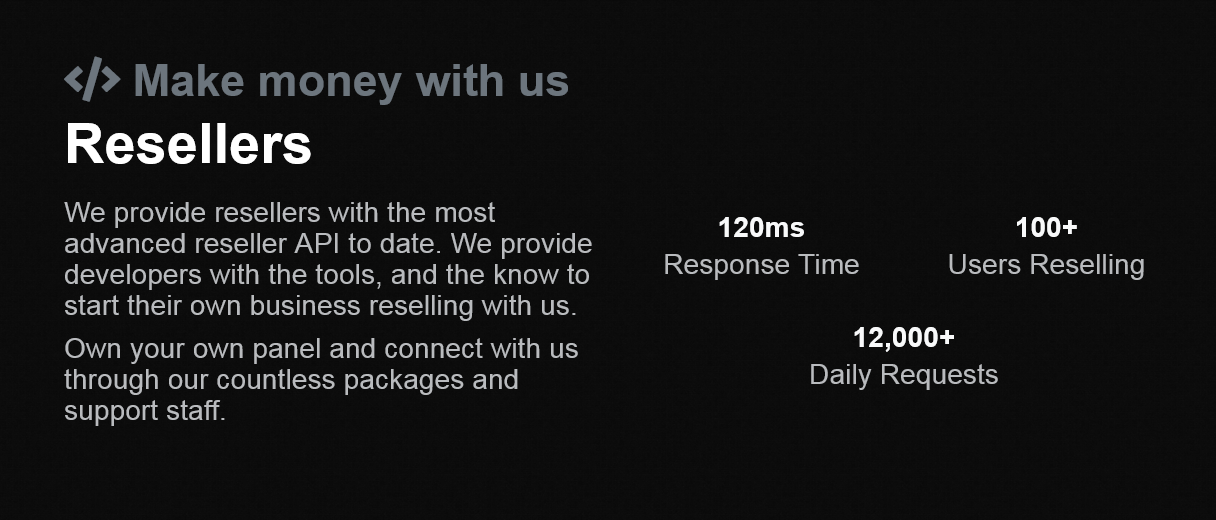 Make money with us
Resellers
We provide resellers with the most
advanced reseller API to date. We provide
developers with the tools, and the know to
start their own business reselling with us.
Own your own panel and connect with us
through our countless packages and
support staff.
120ms
Response Time
100+
Users Reselling
12,000+
Daily Requests